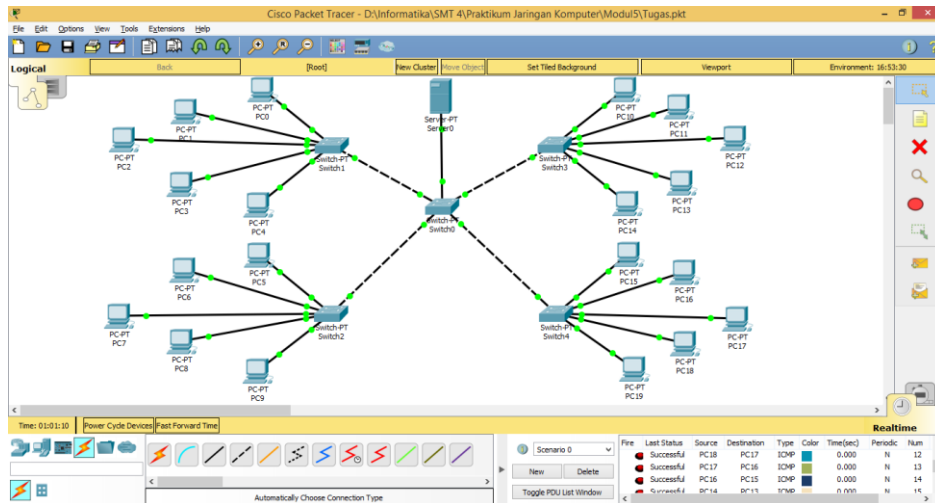 Cisco Packet Tracer - D:\Informatika\SMT 4\Praktikum Jaringan Komputer\Modul5\Tugas.pkt
File Edit Options View Tools Extensions Help
Logical Back [Root] New Cluster Move Object Set Tiled Background Viewport Environment: 16:53:30
PC-PT
PC0
PC-PT
PC1
PC-PT
PC2
PC-PT
PC3
PC-PT
PC4
Switch-PT
Switch1
Server-PT
Server0
Switch-PT
Switch0
Switch-PT
Switch3
PC-PT
PC10
PC-PT
PC11
PC-PT
PC12
PC-PT
PC13
PC-PT
PC14
PC-PT
PC5
PC-PT
PC6
PC-PT
PC7
PC-PT
PC8
PC-PT
PC9
Switch-PT
Switch2
Switch-PT
Switch4
PC-PT
PC15
PC-PT
PC16
PC-PT
PC17
PC-PT
PC18
PC-PT
PC19
Time: 01:01:10 Power Cycle Devices Fast Forward Time Realtime
Scenario 0
New Delete
Toggle PDU List Window
Automatically Choose Connection Type
Fire Last Status Source Destination Type Color Time(sec) Periodic Num
Successful PC18 PC17 ICMP 0.000 N 12
Successful PC17 PC16 ICMP 0.000 N 13
Successful PC16 PC15 ICMP 0.000 N 14
Successful PC14 PC13 ICMP 0.000 N 15